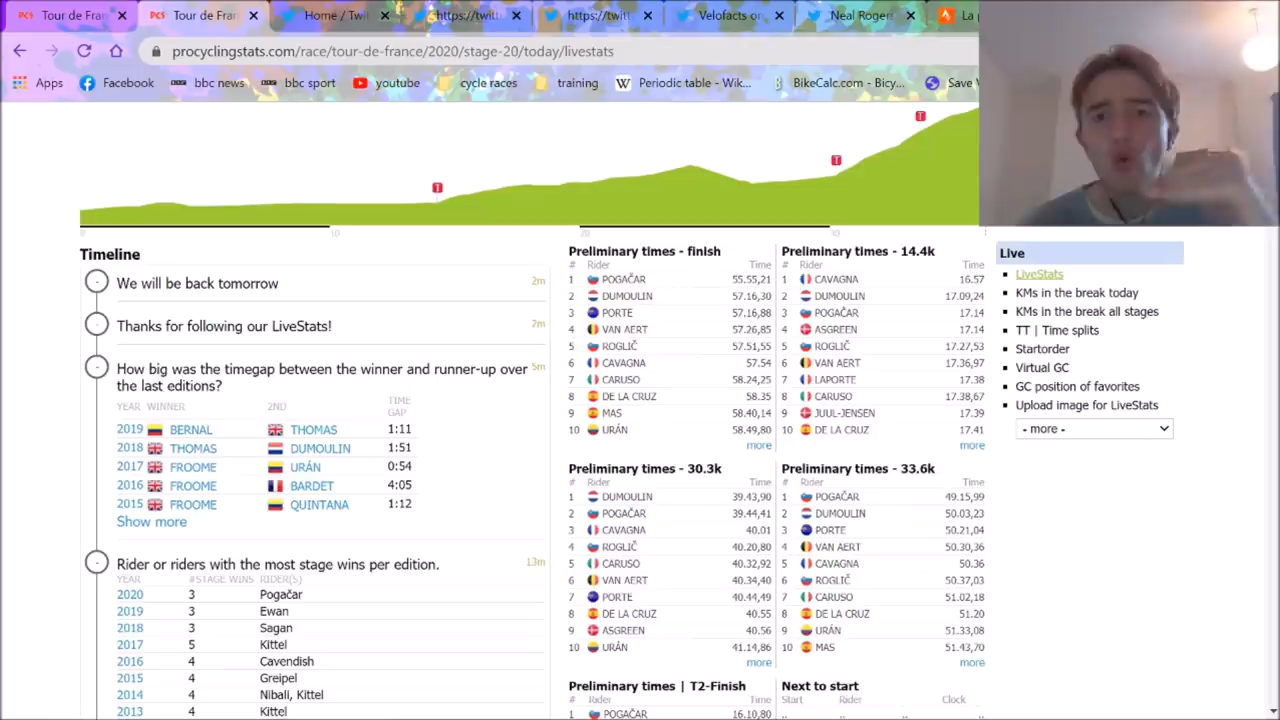 PCS Tour de Fran
PCS Tour de Fran
Home / Twit
https://twitt
https://twitt
Velofacts on
Neal Rogers
La p
procyclingstats.com/race/tour-de-france/2020/stage-20/today/livestats
Apps Facebook bbc news bbc sport youtube cycle races training Periodic table - Wik... BikeCalc.com - Bicy... Save W
T
T
T
0 10 20 30
Timeline
We will be back tomorrow 2m
Thanks for following our LiveStats! 2m
How big was the timegap between the winner and runner-up over 5m
the last editions?
YEAR WINNER 2ND TIME GAP
2019 BERNAL THOMAS 1:11
2018 THOMAS DUMOULIN 1:51
2017 FROOME URÁN 0:54
2016 FROOME BARDET 4:05
2015 FROOME QUINTANA 1:12
Show more
Rider or riders with the most stage wins per edition. 13m
YEAR #STAGE WINS RIDER(S)
2020 3 Pogačar
2019 3 Ewan
2018 3 Sagan
2017 5 Kittel
2016 4 Cavendish
2015 4 Greipel
2014 4 Nibali, Kittel
2013 4 Kittel
Preliminary times - finish
# Rider Time
1 POGAČAR 55.55,21
2 DUMOULIN 57.16,30
3 PORTE 57.16,88
4 VAN AERT 57.26,85
5 ROGLIČ 57.51,55
6 CAVAGNA 57.54
7 CARUSO 58.24,25
8 DE LA CRUZ 58.35
9 MAS 58.40,14
10 URÁN 58.49,80
more
Preliminary times - 14.4k
# Rider Time
1 CAVAGNA 16.57
2 DUMOULIN 17.09,24
3 POGAČAR 17.14
4 ASGREEN 17.14
5 ROGLIČ 17.27,53
6 VAN AERT 17.36,97
7 LAPORTE 17.38
8 CARUSO 17.38,67
9 JUUL-JENSEN 17.39
10 DE LA CRUZ 17.41
more
Preliminary times - 30.3k
# Rider Time
1 DUMOULIN 39.43,90
2 POGAČAR 39.44,41
3 CAVAGNA 40.01
4 ROGLIČ 40.20,80
5 CARUSO 40.32,92
6 VAN AERT 40.34,40
7 PORTE 40.44,49
8 DE LA CRUZ 40.55
9 ASGREEN 40.56
10 URÁN 41.14,86
more
Preliminary times - 33.6k
# Rider Time
1 POGAČAR 49.15,99
2 DUMOULIN 50.03,23
3 PORTE 50.21,04
4 VAN AERT 50.30,36
5 CAVAGNA 50.36
6 ROGLIČ 50.37,03
7 CARUSO 51.02,18
8 DE LA CRUZ 51.20
9 URÁN 51.33,08
10 MAS 51.43,70
more
Preliminary times | T2-Finish
# Rider Time
1 POGAČAR 16.10,80
Next to start
Start Rider Clock
Live
LiveStats
KMs in the break today
KMs in the break all stages
TT | Time splits
Startorder
Virtual GC
GC position of favorites
Upload image for LiveStats
- more -